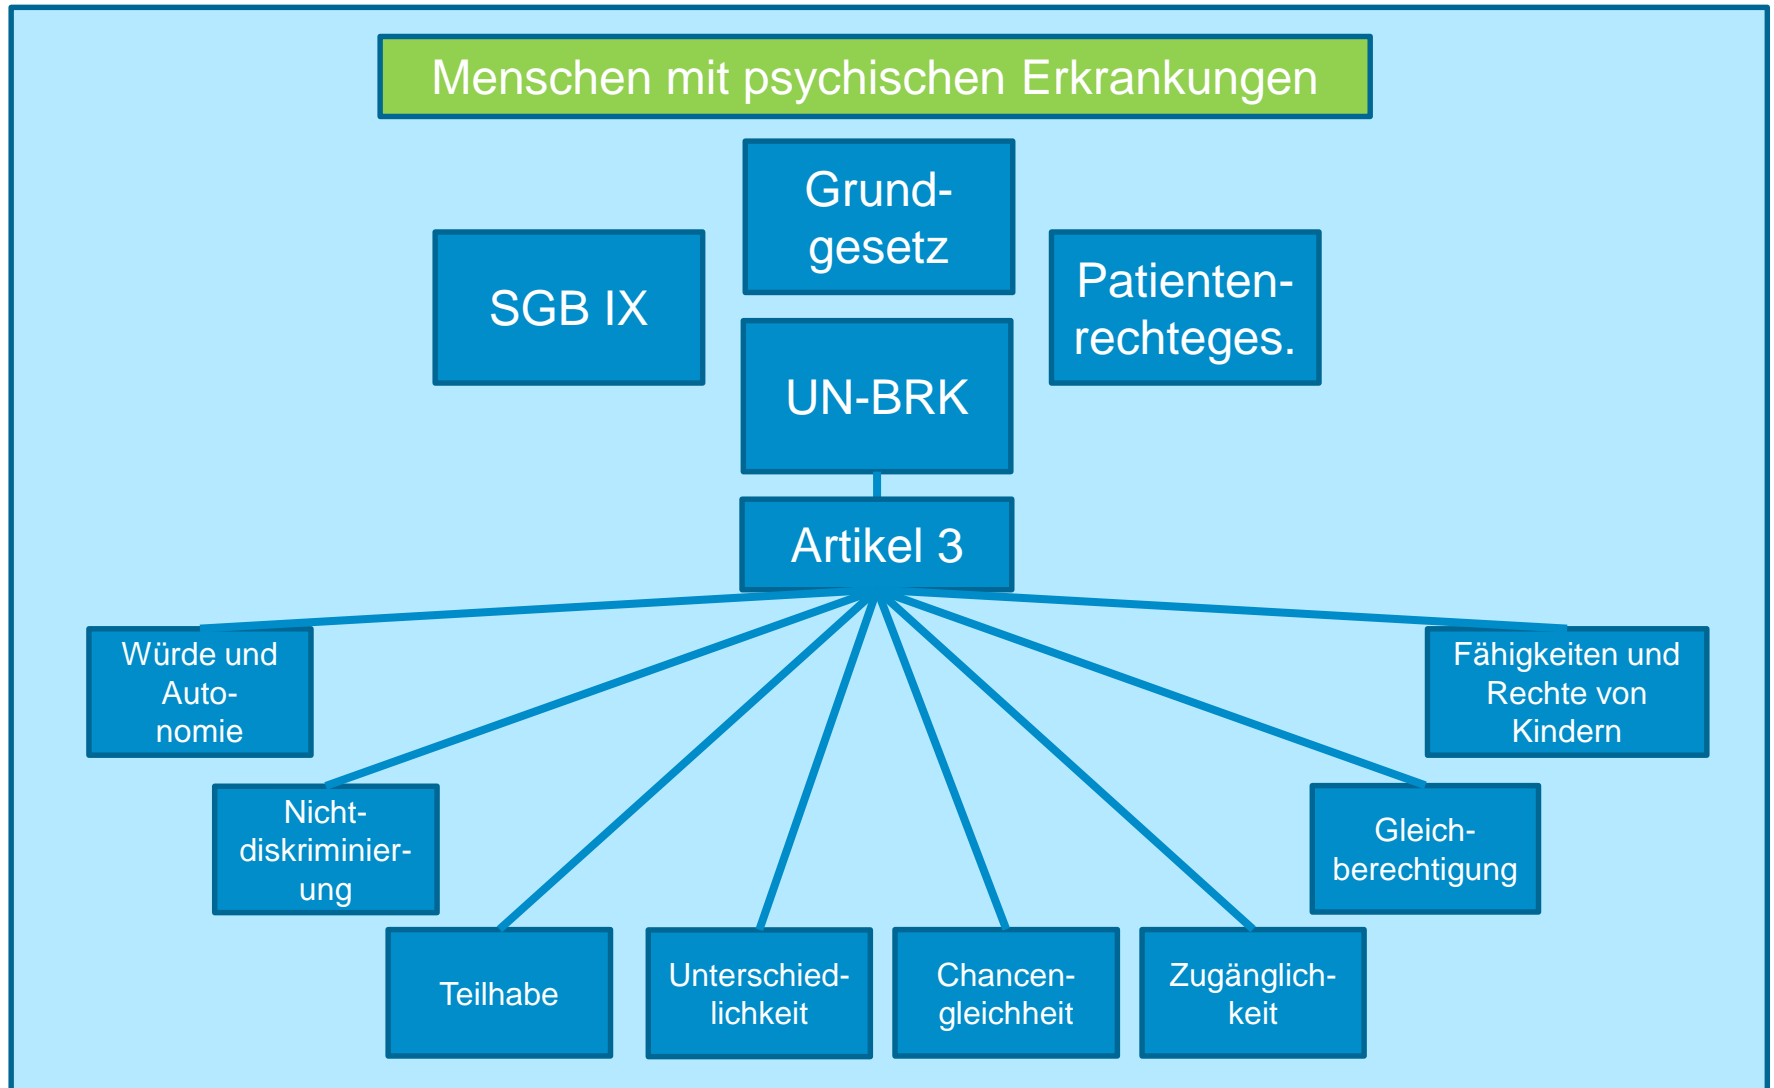 Menschen mit psychischen Erkrankungen
Grund-
gesetz
SGB IX
Patienten-
rechteges.
UN-BRK
Artikel 3
Würde und
Auto-
nomie
Fähigkeiten und
Rechte von
Kindern
Nicht-
diskriminier-
ung
Gleich-
berechtigung
Teilhabe
Unterschied-
lichkeit
Chancen-
gleichheit
Zugänglich-
keit